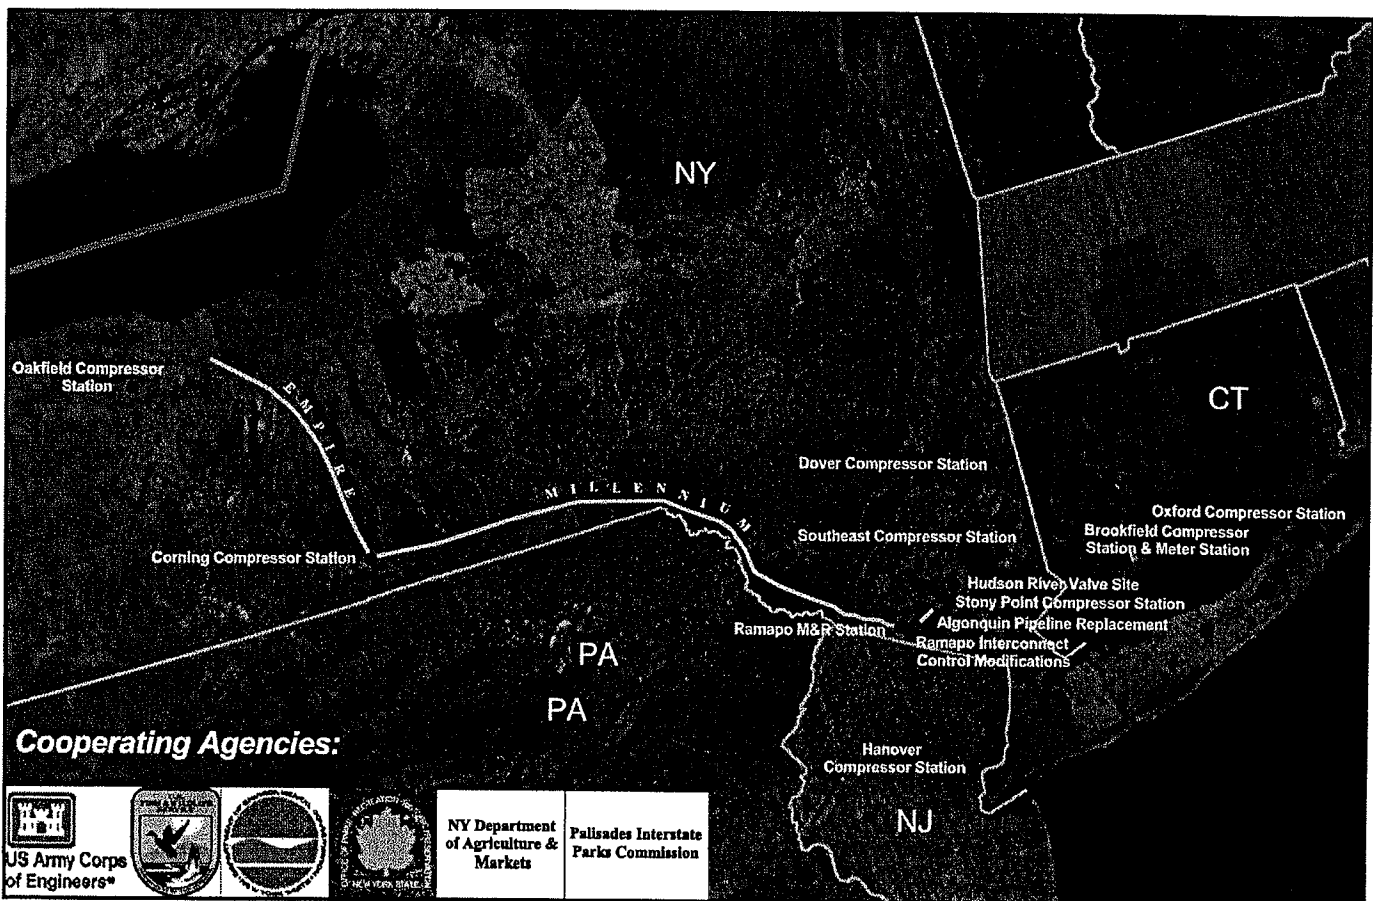 NY
Oakfield Compressor
Station
EMPIRE
CT
Dover Compressor Station
MILLENNIUM
Oxford Compressor Station
Southeast Compressor Station
Brookfield Compressor
Station & Meter Station
Corning Compressor Station
Hudson River Valve Site
Stony Point Compressor Station
Algonquin Pipeline Replacement
Ramapo M&R Station
Ramapo Interconnect
Control Modifications
PA
PA
Cooperating Agencies:
Hanover
Compressor Station
NJ
US Army Corps
of Engineers
NY Department
of Agriculture &
Markets
Palisades Interstate
Parks Commission
NEW YORK STATE